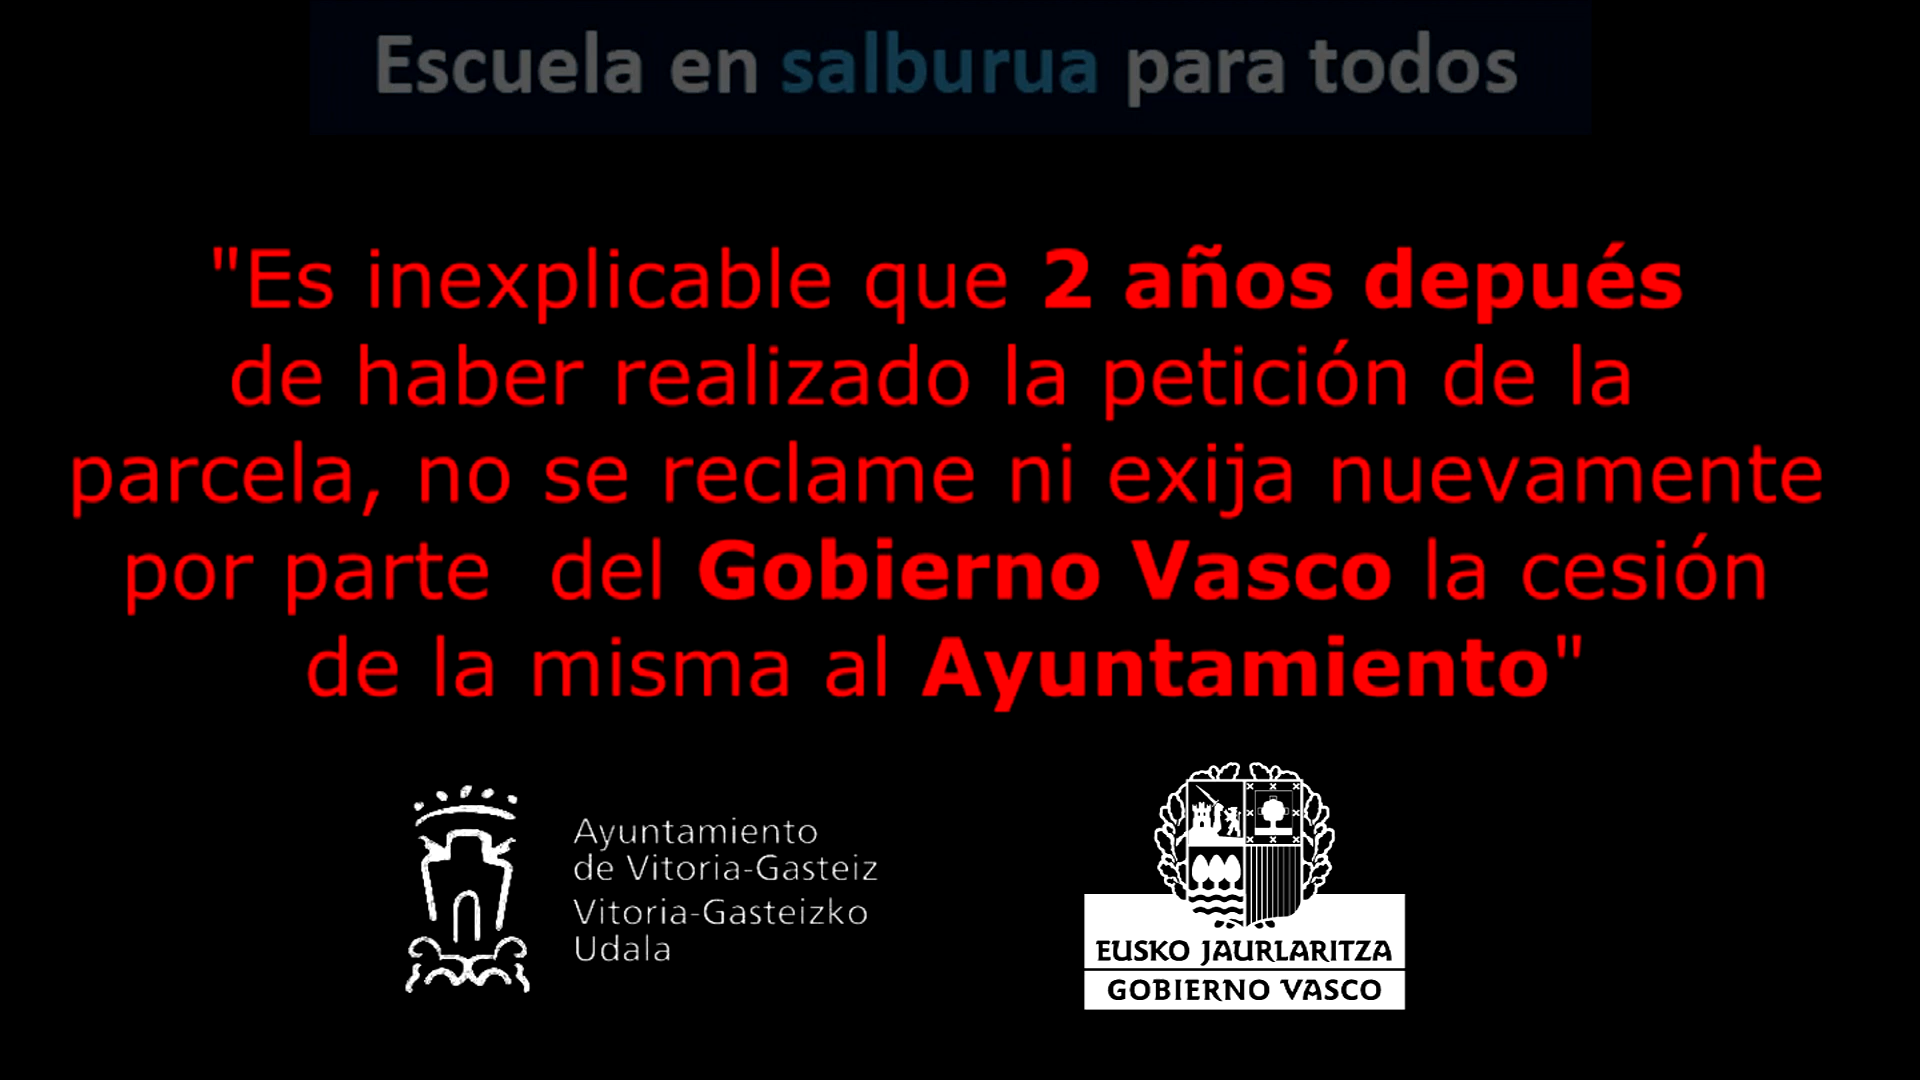 Escuela en salburua para todos
"Es inexplicable que 2 años depués
de haber realizado la petición de la
parcela, no se reclame ni exija nuevamente
por parte  del Gobierno Vasco la cesión
de la misma al Ayuntamiento"
Ayuntamiento
de Vitoria-Gasteiz
Vitoria-Gasteizko
Udala
EUSKO JAURLARITZA
GOBIERNO VASCO